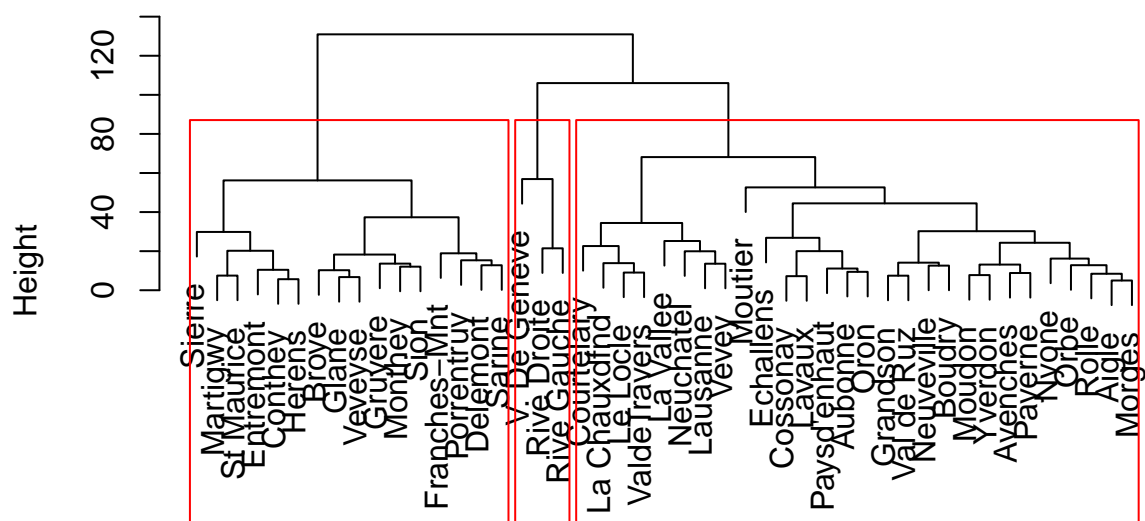 Height
0
40
80
120
Sierre
Martigwy
St Maurice
Entremont
Conthey
Herens
Broye
Glane
Veveyse
Gruyere
Monthey
Sion
Franches-Mnt
Porrentruy
Delemont
Sarine
V. De Geneve
Rive Droite
Rive Gauche
Courtelary
La Chauxdfnd
Le Locle
ValdeTravers
La Vallee
Neuchatel
Lausanne
Vevey
Moutier
Echallens
Cossonay
Lavaux
Paysd'enhaut
Aubonne
Oron
Grandson
Val de Ruz
Neuveville
Boudry
Moudon
Yverdon
Avenches
Payerne
Nyone
Orbe
Rolle
Aigle
Morges